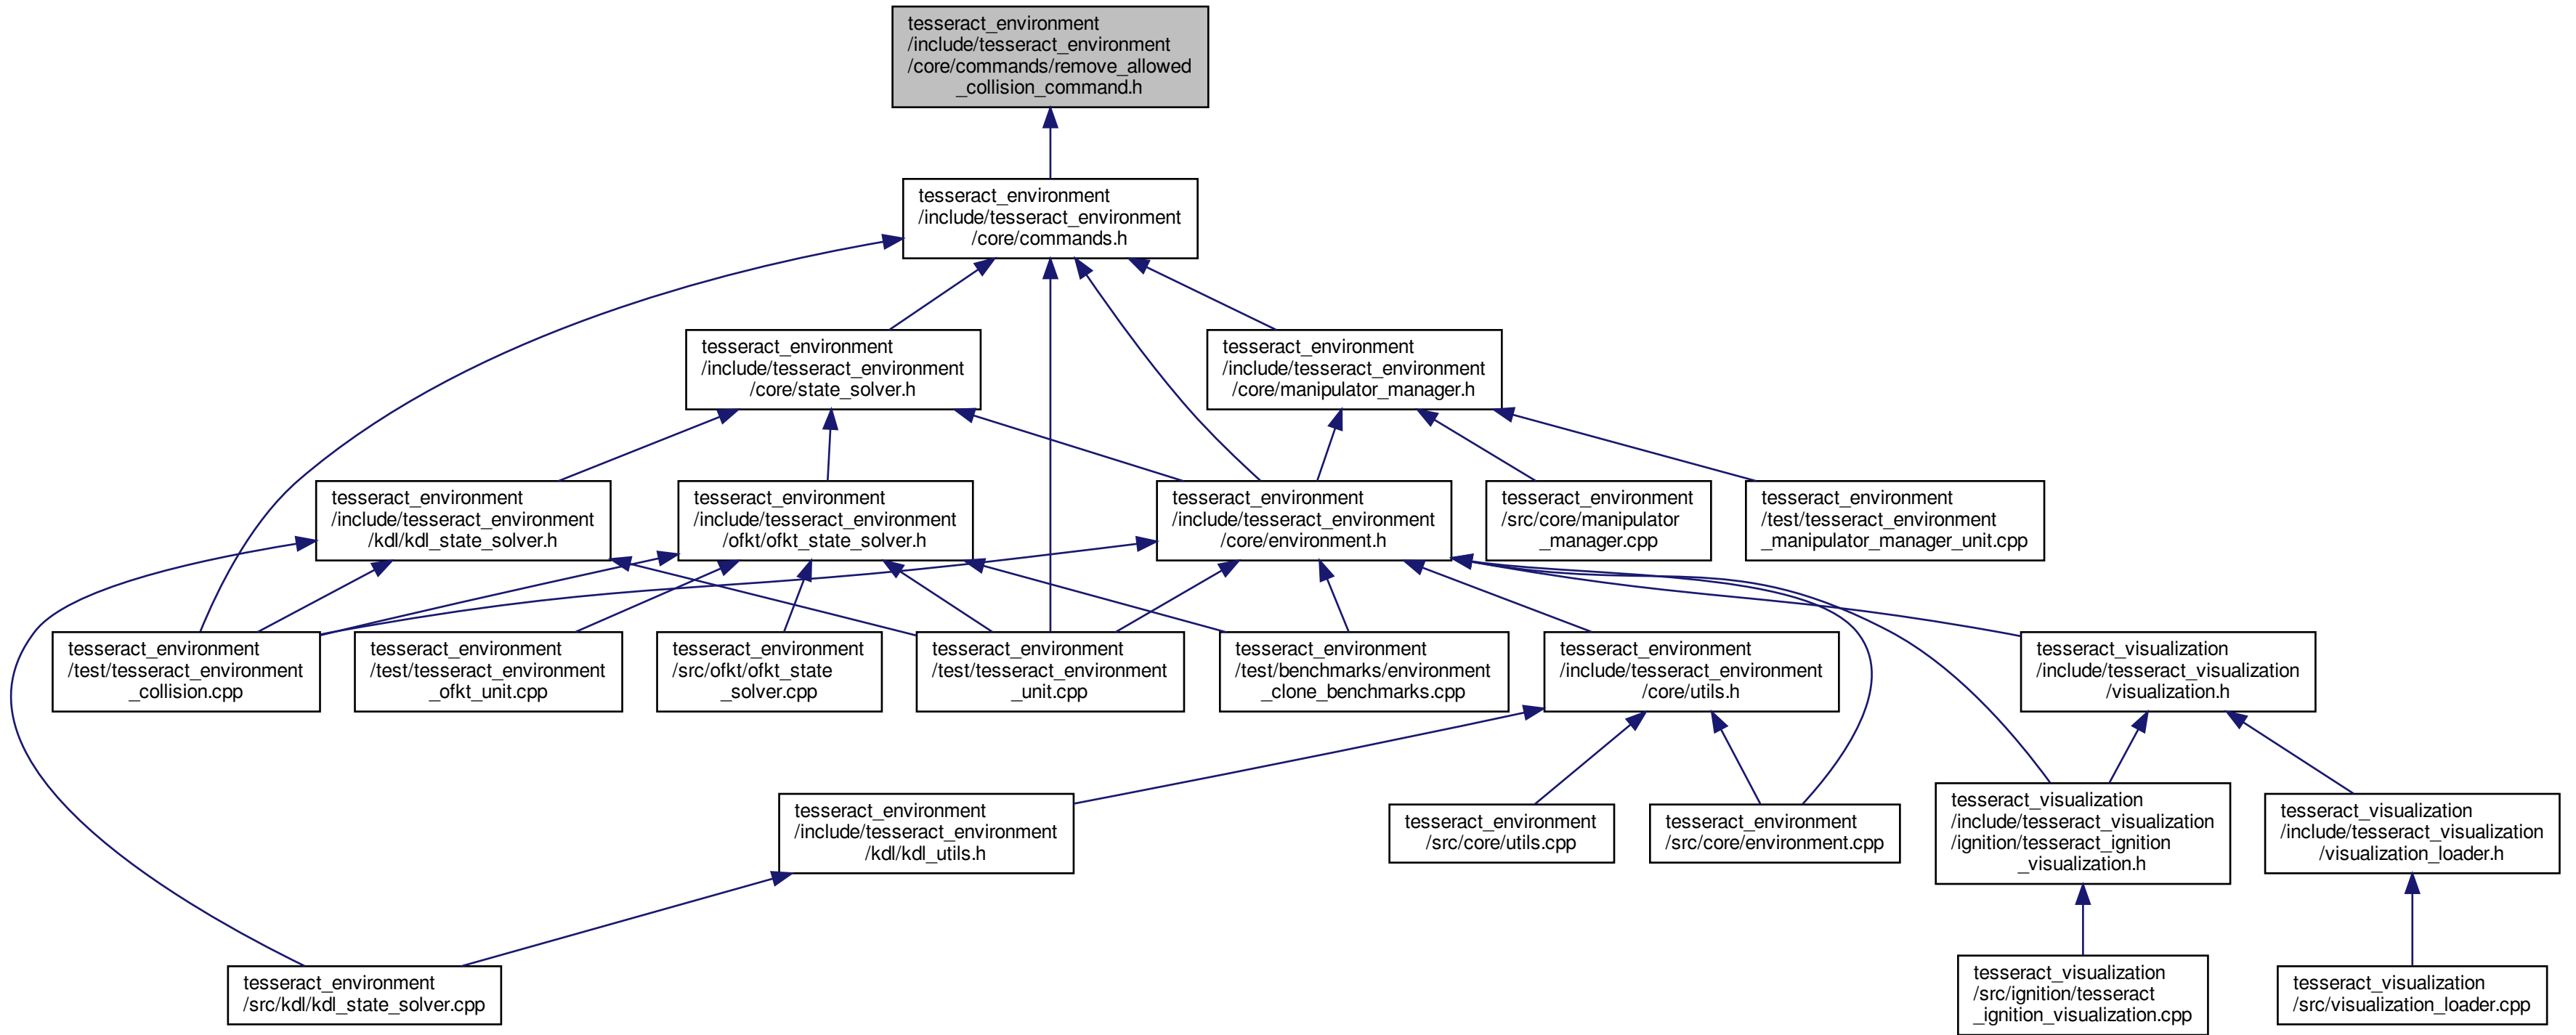 tesseract_environment
/include/tesseract_environment
/core/commands/remove_allowed
_collision_command.h
tesseract_environment
/include/tesseract_environment
/core/commands.h
tesseract_environment
/include/tesseract_environment
/core/state_solver.h
tesseract_environment
/include/tesseract_environment
/core/manipulator_manager.h
tesseract_environment
/include/tesseract_environment
/kdl/kdl_state_solver.h
tesseract_environment
/include/tesseract_environment
/ofkt/ofkt_state_solver.h
tesseract_environment
/include/tesseract_environment
/core/environment.h
tesseract_environment
/src/core/manipulator
_manager.cpp
tesseract_environment
/test/tesseract_environment
_manipulator_manager_unit.cpp
tesseract_environment
/test/tesseract_environment
_collision.cpp
tesseract_environment
/test/tesseract_environment
_ofkt_unit.cpp
tesseract_environment
/src/ofkt/ofkt_state
_solver.cpp
tesseract_environment
/test/tesseract_environment
_unit.cpp
tesseract_environment
/test/benchmarks/environment
_clone_benchmarks.cpp
tesseract_environment
/include/tesseract_environment
/core/utils.h
tesseract_visualization
/include/tesseract_visualization
/visualization.h
tesseract_environment
/include/tesseract_environment
/kdl/kdl_utils.h
tesseract_environment
/src/core/utils.cpp
tesseract_environment
/src/core/environment.cpp
tesseract_visualization
/include/tesseract_visualization
/ignition/tesseract_ignition
_visualization.h
tesseract_visualization
/include/tesseract_visualization
/visualization_loader.h
tesseract_environment
/src/kdl/kdl_state_solver.cpp
tesseract_visualization
/src/ignition/tesseract
_ignition_visualization.cpp
tesseract_visualization
/src/visualization_loader.cpp